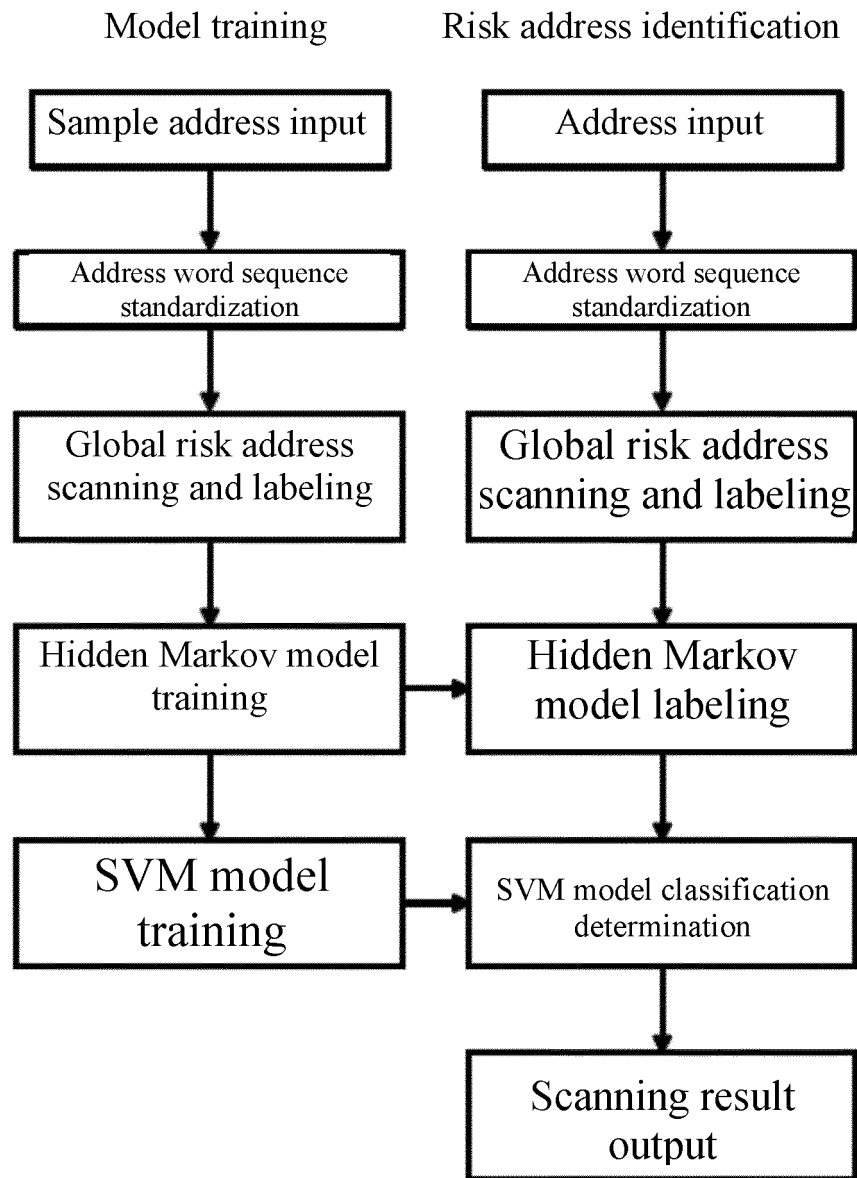 Model training
Risk address identification
Sample address input
Address input
Address word sequence
standardization
Address word sequence
standardization
Global risk address
scanning and labeling
Global risk address
scanning and labeling
Hidden Markov model
training
Hidden Markov
model labeling
SVM model
training
SVM model classification
determination
Scanning result
output